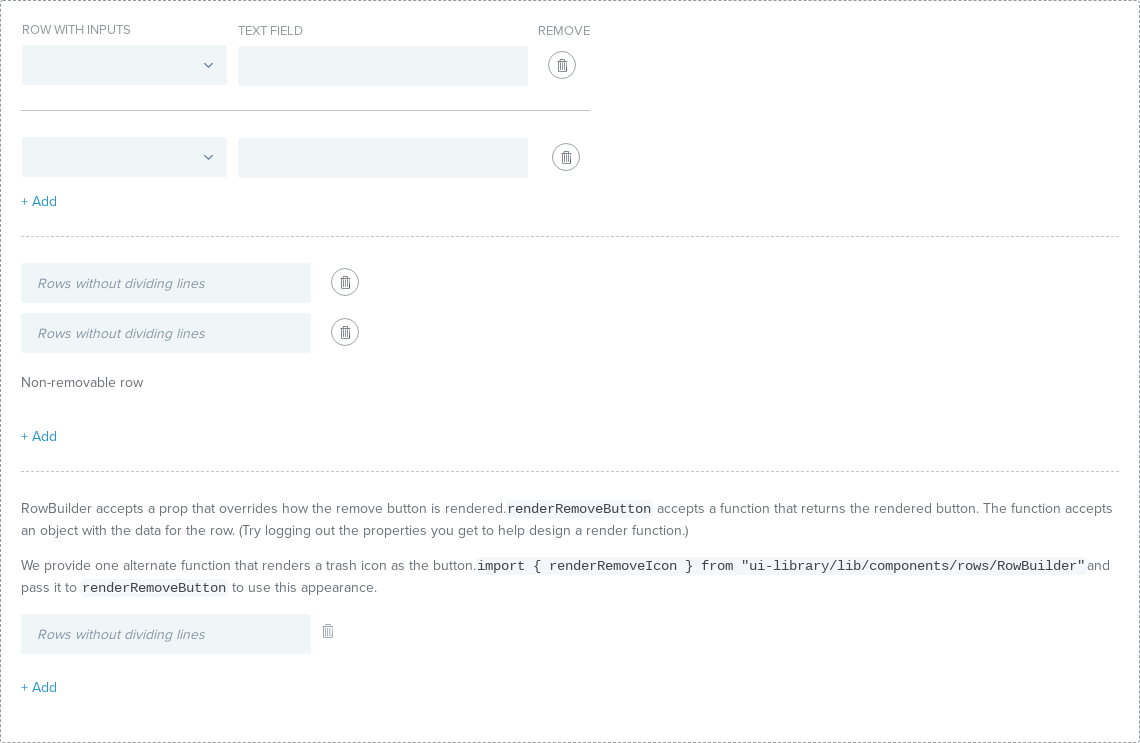 ROW WITH INPUTS TEXT FIELD REMOVE
+ Add
Rows without dividing lines
Rows without dividing lines
Non-removable row
+ Add
RowBuilder accepts a prop that overrides how the remove button is rendered. renderRemoveButton accepts a function that returns the rendered button. The function accepts
an object with the data for the row. (Try logging out the properties you get to help design a render function.)
We provide one alternate function that renders a trash icon as the button. import { renderRemoveIcon } from "ui-library/lib/components/rows/RowBuilder" and
pass it to renderRemoveButton to use this appearance.
Rows without dividing lines
+ Add